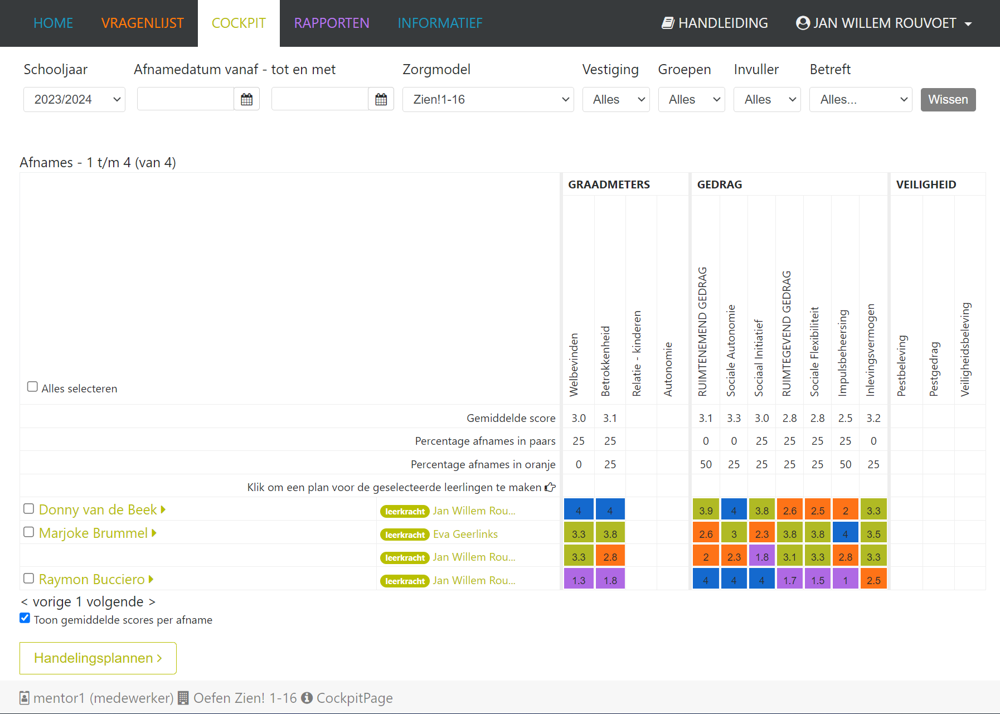 HOME VRAGENLIJST COCKPIT RAPPORTEN INFORMATIEF HANDLEIDING JAN WILLEM ROUVOET
Schooljaar Afnamedatum vanaf - tot en met Zorgmodel Vestiging Groepen Invuller Betreft
2023/2024 Zien!1-16 Alles Alles Alles Alles... Wissen
Afnames - 1 t/m 4 (van 4)
GRAADMETERS GEDRAG VEILIGHEID
Welbevinden
Betrokkenheid
Relatie - kinderen
Autonomie
RUIMTENEMEND GEDRAG
Sociale Autonomie
Sociaal Initiatief
RUIMTEGEVEND GEDRAG
Sociale Flexibiliteit
Impulsbeheersing
Inlevingsvermogen
Pestbeleving
Pestgedrag
Veiligheidsbeleving
Alles selecteren
Gemiddelde score 3.0 3.1 3.1 3.3 3.0 2.8 2.8 2.5 3.2
Percentage afnames in paars 25 25 0 0 25 25 25 25 0
Percentage afnames in oranje 0 25 50 25 25 25 25 50 25
Klik om een plan voor de geselecteerde leerlingen te maken
Donny van de Beek leerkracht Jan Willem Rou... 4 4 3.9 4 3.8 2.6 2.5 2 3.3
Marjoke Brummel leerkracht Eva Geerlinks 3.3 3.8 2.6 3 2.3 3.8 3.8 4 3.5
leerkracht Jan Willem Rou... 3.3 2.8 2 2.3 1.8 3.1 3.3 2.8 3.3
Raymon Bucciero leerkracht Jan Willem Rou... 1.3 1.8 4 4 4 1.7 1.5 1 2.5
< vorige 1 volgende >
Toon gemiddelde scores per afname
Handelingsplannen >
mentor1 (medewerker) Oefen Zien! 1-16 CockpitPage